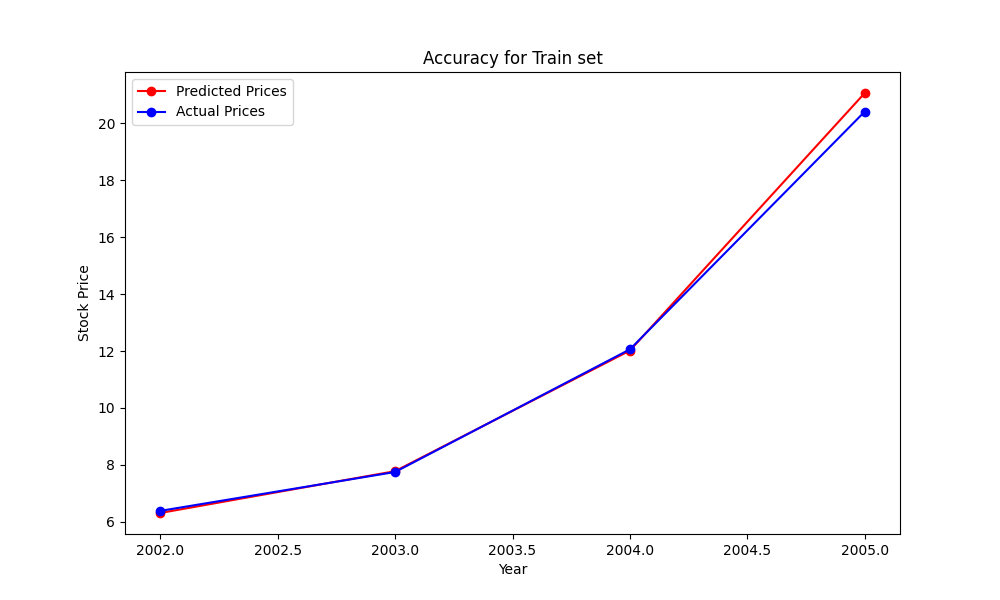 Accuracy for Train set
Predicted Prices
Actual Prices
Stock Price
20
18
16
14
12
10
8
6
2002.0 2002.5 2003.0 2003.5 2004.0 2004.5 2005.0
Year